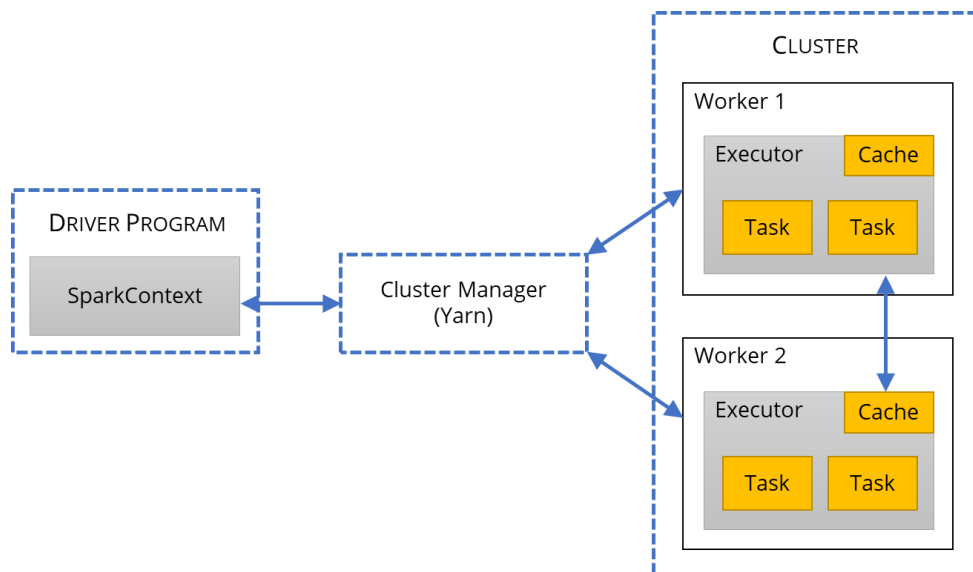 CLUSTER
Worker 1
Executor
Cache
Task
Task
DRIVER PROGRAM
SparkContext
Cluster Manager
(Yarn)
Worker 2
Executor
Cache
Task
Task